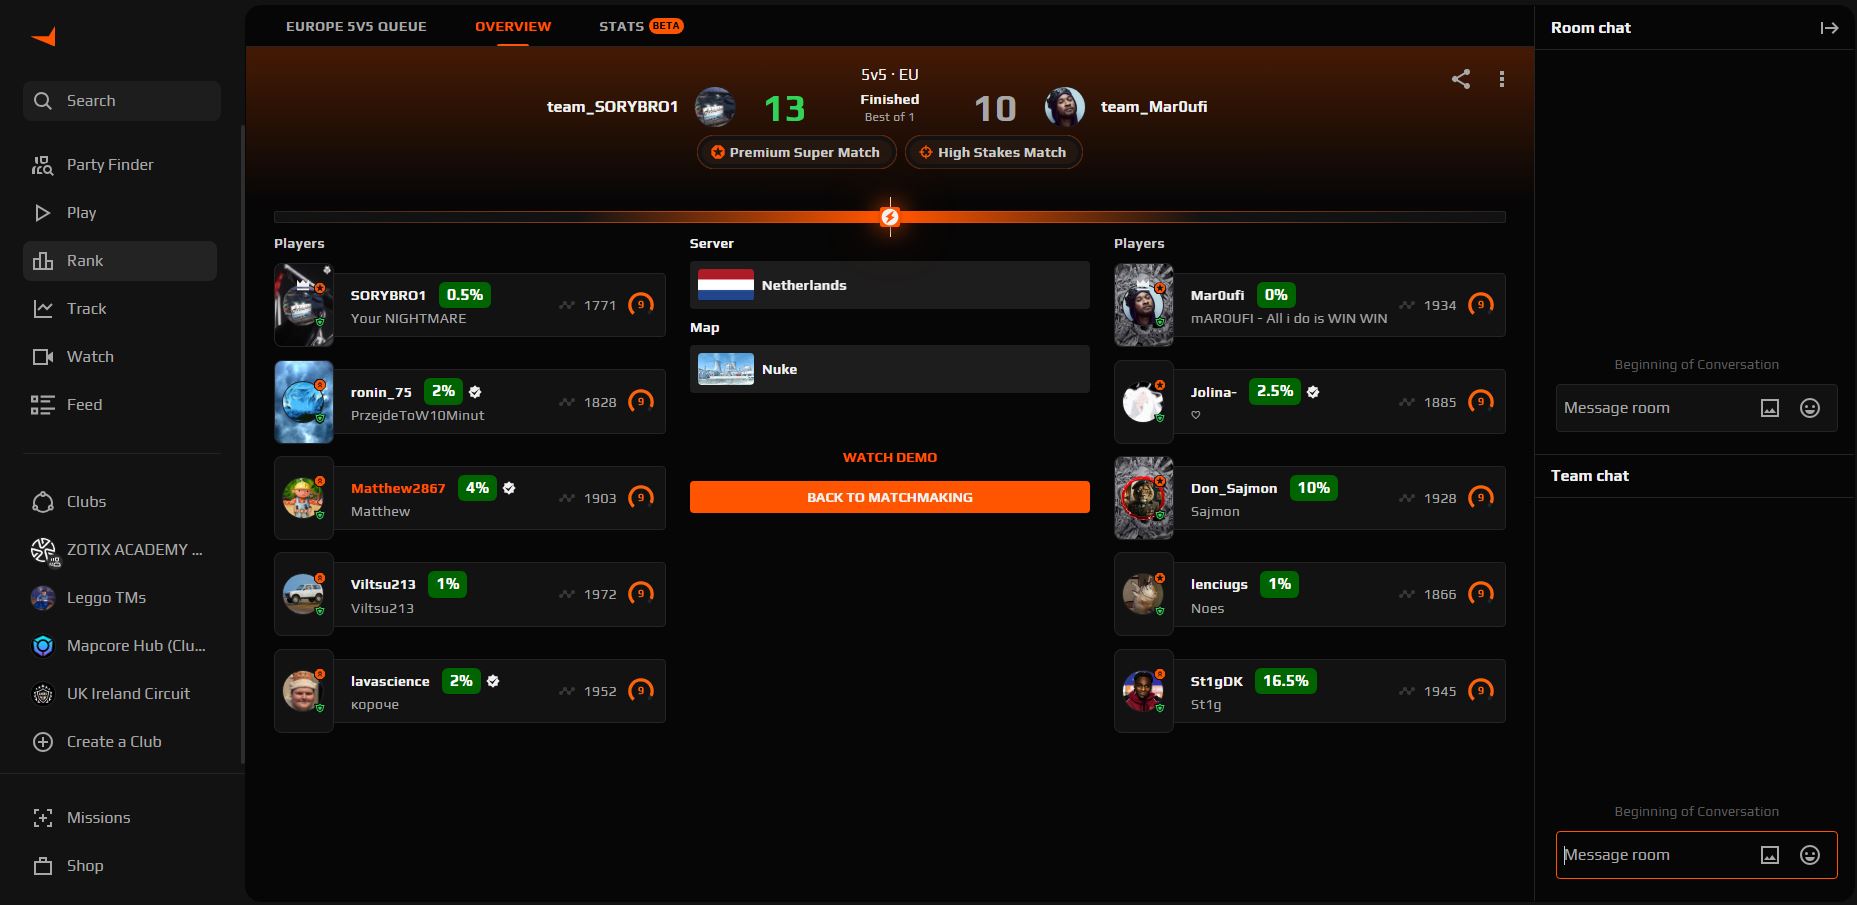 Search
Party Finder
Play
Rank
Track
Watch
Feed
Clubs
ZOTIX ACADEMY ...
Leggo TMs
Mapcore Hub (Clu...
UK Ireland Circuit
Create a Club
Missions
Shop
EUROPE 5V5 QUEUE
OVERVIEW
STATS BETA
5v5 · EU
team_SORYBRO1
13
Finished
Best of 1
10
team_Mar0ufi
Premium Super Match
High Stakes Match
Players
SORYBRO1 0.5%
Your NIGHTMARE
1771 9
ronin_75 2%
PrzejdeToW10Minut
1828 9
Matthew2867 4%
Matthew
1903 9
Viltsu213 1%
Viltsu213
1972 9
lavascience 2%
короче
1952 9
Server
Netherlands
Map
Nuke
WATCH DEMO
BACK TO MATCHMAKING
Players
Mar0ufi 0%
mAROUFI - All i do is WIN WIN
1934 9
Jolina- 2.5%
♡
1885 9
Don_Sajmon 10%
Sajmon
1928 9
lenciugs 1%
Noes
1866 9
St1gDK 16.5%
St1g
1945 9
Room chat
Beginning of Conversation
Message room
Team chat
Beginning of Conversation
Message room